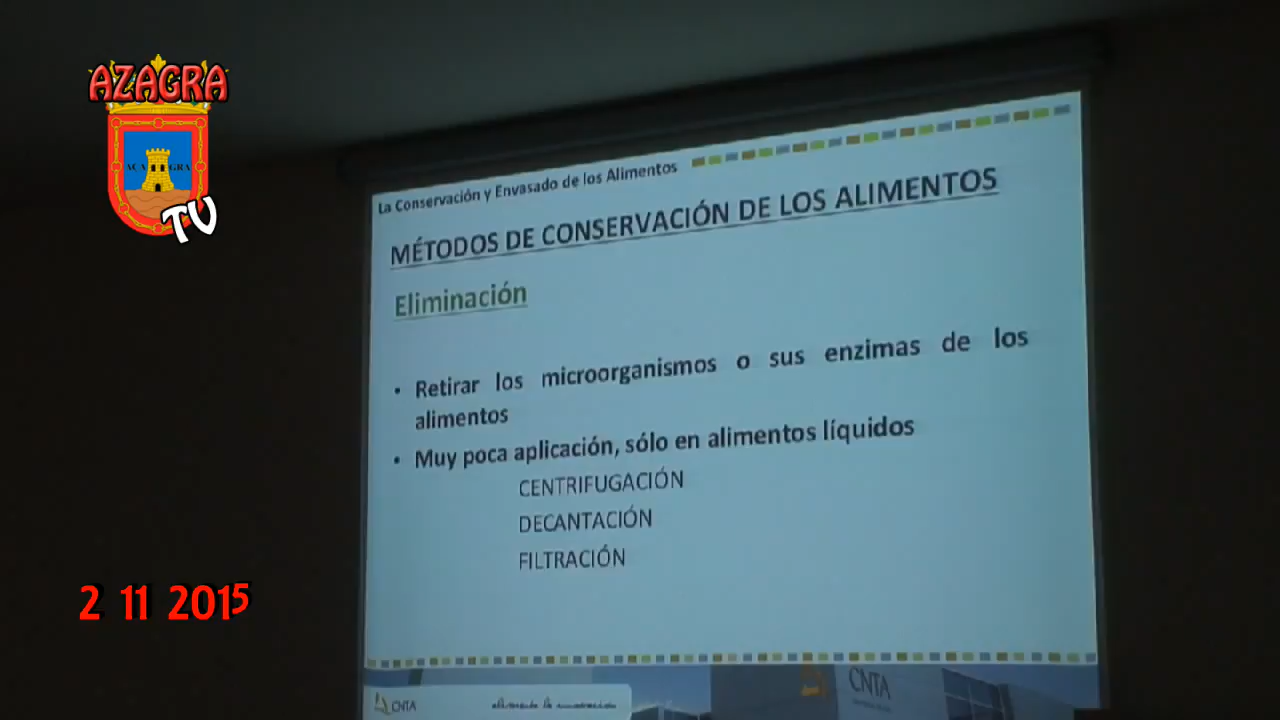 AZAGRA
AÇA GRA
TV
La Conservación y Envasado de los Alimentos
MÉTODOS DE CONSERVACIÓN DE LOS ALIMENTOS
Eliminación
• Retirar los microorganismos o sus enzimas de los
alimentos
• Muy poca aplicación, sólo en alimentos líquidos
CENTRIFUGACIÓN
DECANTACIÓN
FILTRACIÓN
2 11 2015
CNTA
CNTA